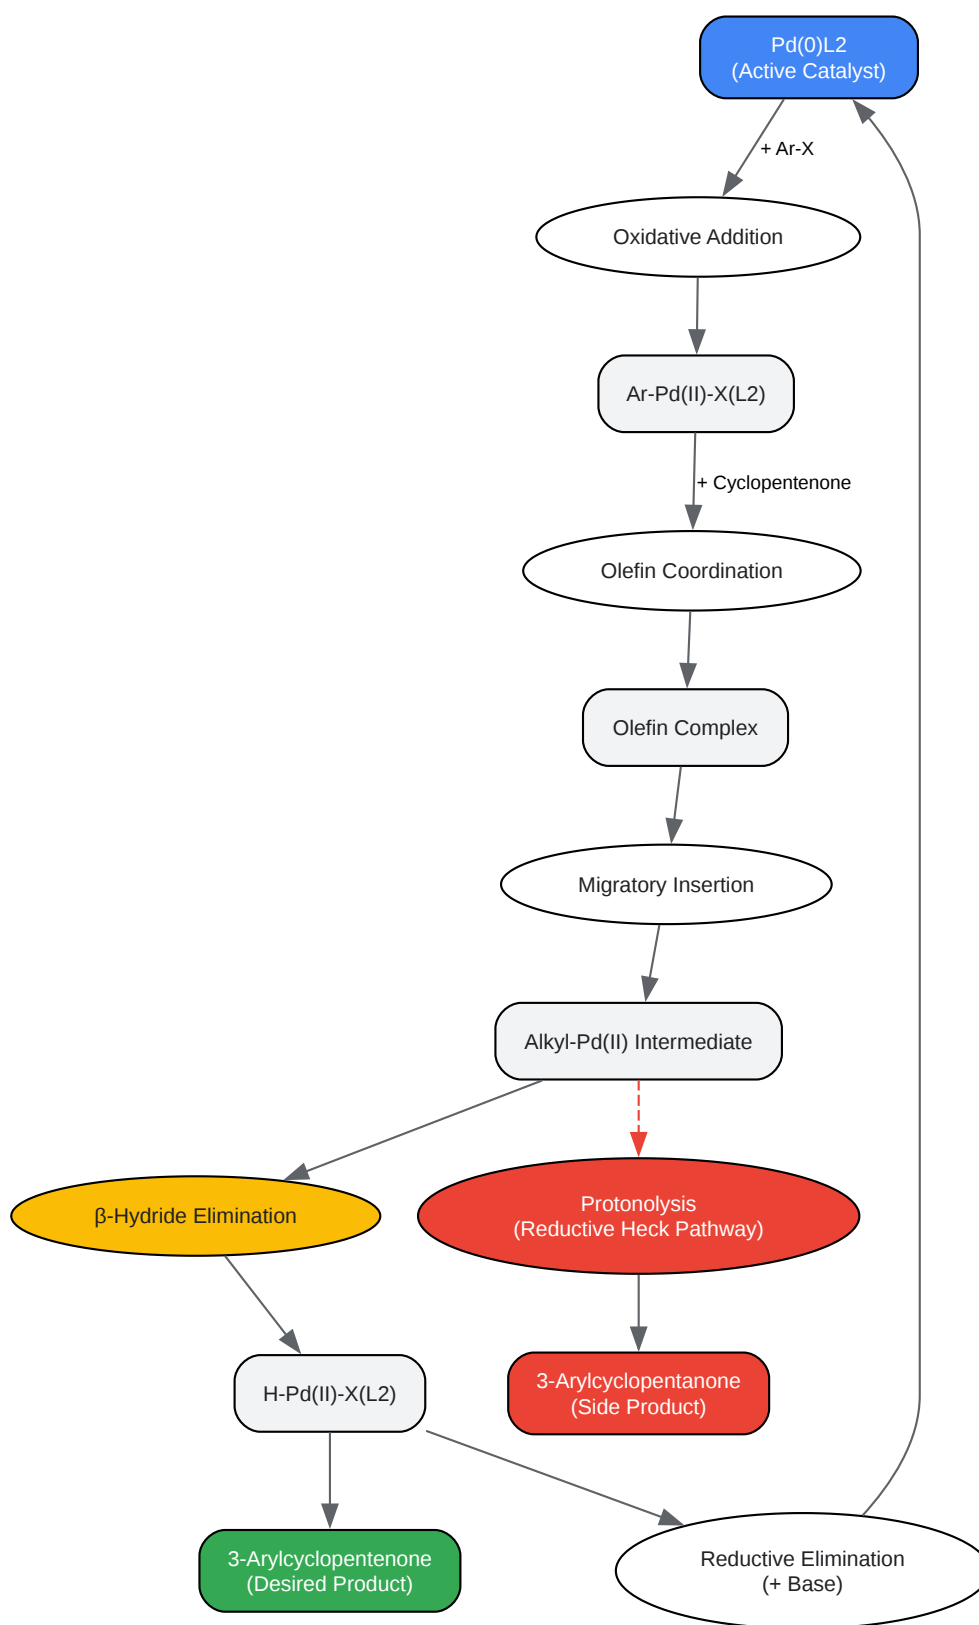 Pd(0)L2
(Active Catalyst)
+ Ar-X
Oxidative Addition
Ar-Pd(II)-X(L2)
+ Cyclopentenone
Olefin Coordination
Olefin Complex
Migratory Insertion
Alkyl-Pd(II) Intermediate
β-Hydride Elimination
Protonolysis
(Reductive Heck Pathway)
H-Pd(II)-X(L2)
3-Arylcyclopentanone
(Side Product)
3-Arylcyclopentenone
(Desired Product)
Reductive Elimination
(+ Base)